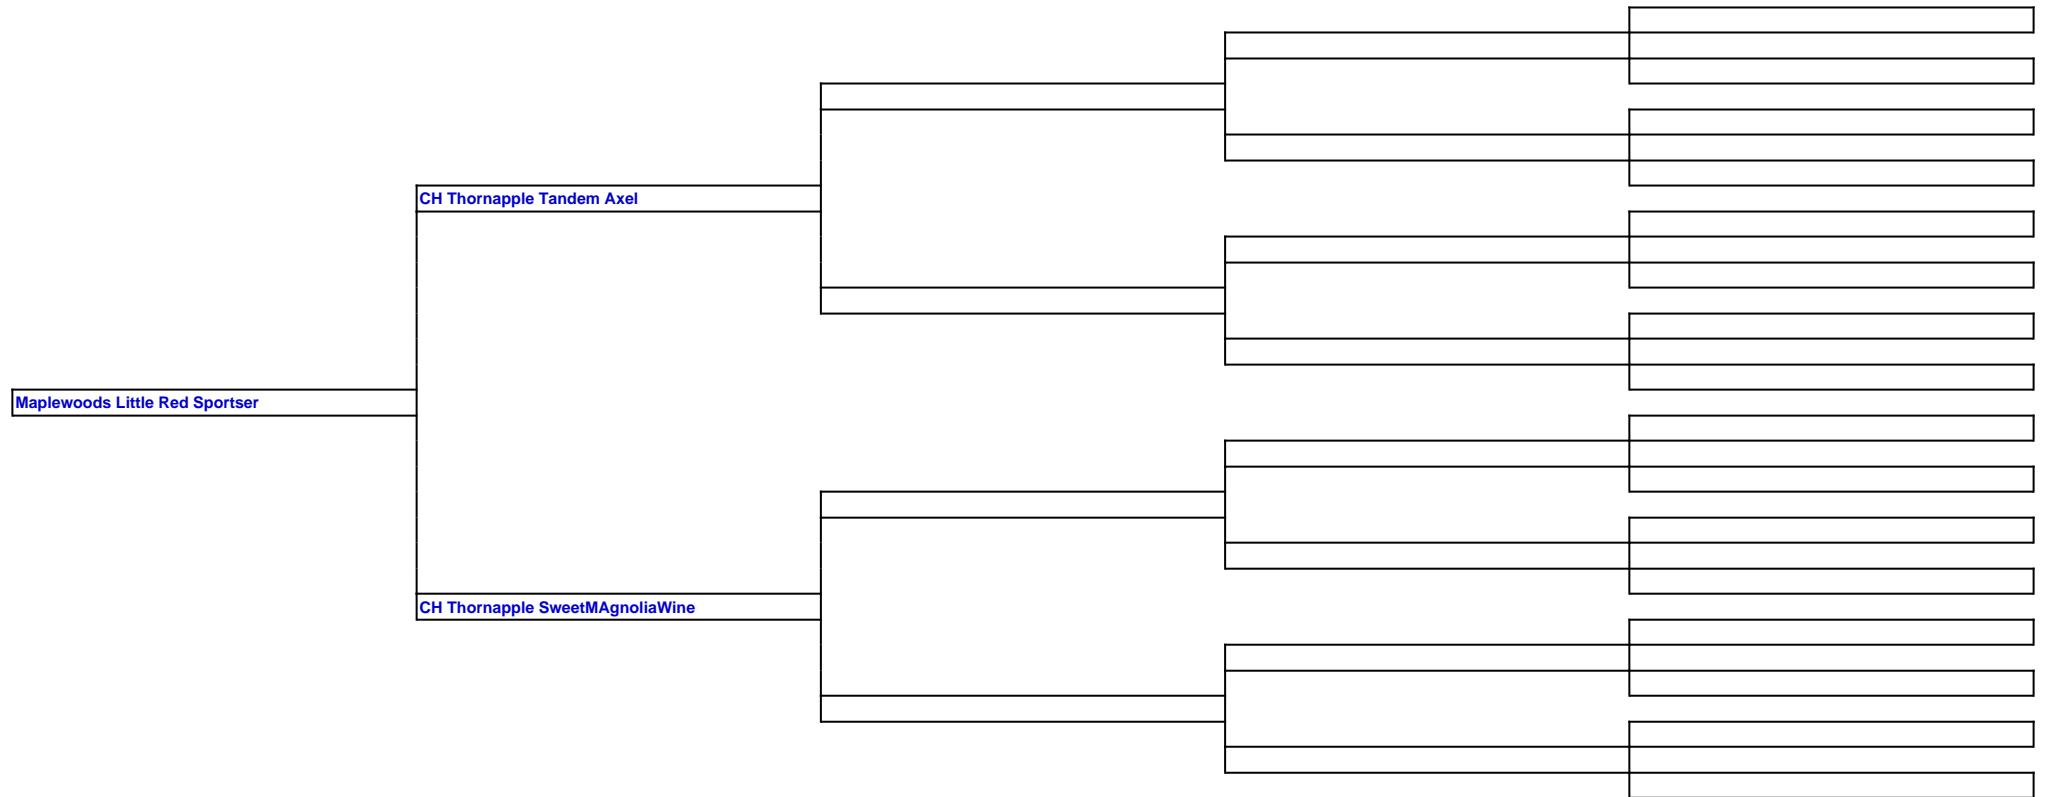 CH Thornapple Tandem Axel
Maplewoods Little Red Sportser
CH Thornapple SweetMAgnoliaWine